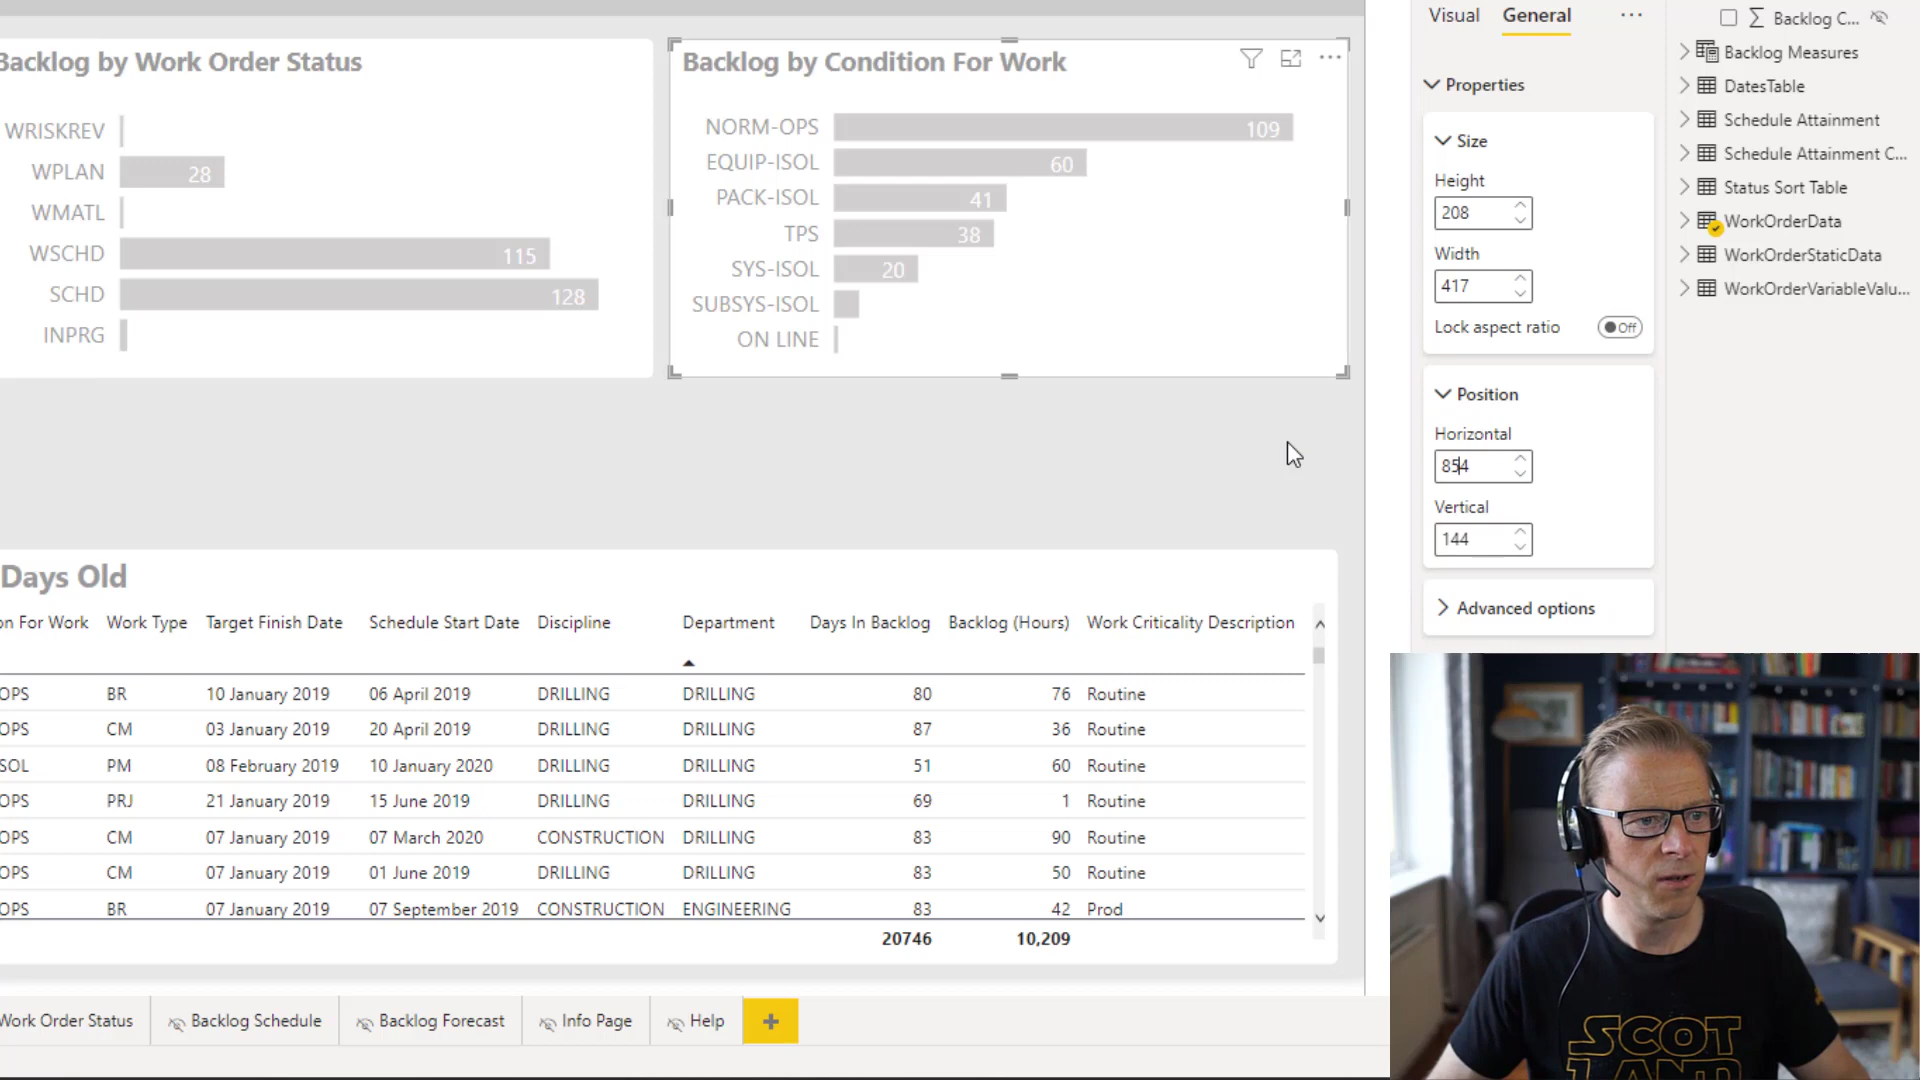 Visual General ...
Backlog C...
Backlog Measures
DatesTable
Schedule Attainment
Schedule Attainment C...
Status Sort Table
WorkOrderData
WorkOrderStaticData
WorkOrderVariableValu...
Properties
Size
Height
208
Width
417
Lock aspect ratio Off
Position
Horizontal
854
Vertical
144
Advanced options
Backlog by Work Order Status
WRISKREV
WPLAN 28
WMATL
WSCHD 115
SCHD 128
INPRG
Backlog by Condition For Work
NORM-OPS 109
EQUIP-ISOL 60
PACK-ISOL 41
TPS 38
SYS-ISOL 20
SUBSYS-ISOL
ON LINE
Days Old
on For Work Work Type Target Finish Date Schedule Start Date Discipline Department Days In Backlog Backlog (Hours) Work Criticality Description
OPS BR 10 January 2019 06 April 2019 DRILLING DRILLING 80 76 Routine
OPS CM 03 January 2019 20 April 2019 DRILLING DRILLING 87 36 Routine
SOL PM 08 February 2019 10 January 2020 DRILLING DRILLING 51 60 Routine
OPS PRJ 21 January 2019 15 June 2019 DRILLING DRILLING 69 1 Routine
OPS CM 07 January 2019 07 March 2020 CONSTRUCTION DRILLING 83 90 Routine
OPS CM 07 January 2019 01 June 2019 DRILLING DRILLING 83 50 Routine
OPS BR 07 January 2019 07 September 2019 CONSTRUCTION ENGINEERING 83 42 Prod
20746 10,209
Work Order Status Backlog Schedule Backlog Forecast Info Page Help +
SCOT
LAND